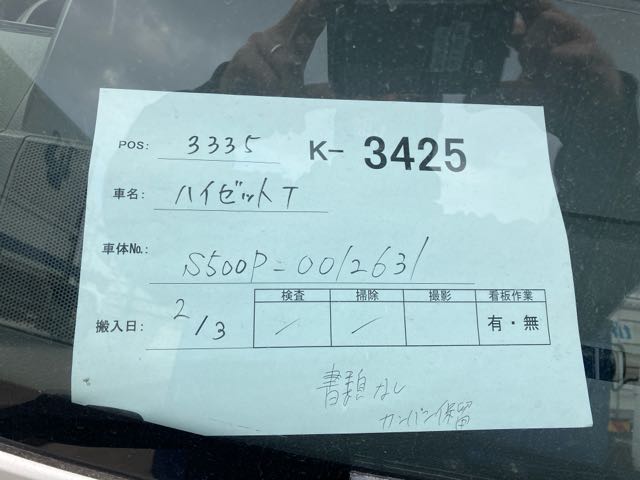 POS: 3335 K- 3425
車名: ハイゼットT
車体No.: S500P-0012631
検査 掃除 撮影 看板作業
搬入日: 2/3 / / 有・無
書類なし
カンバン保留